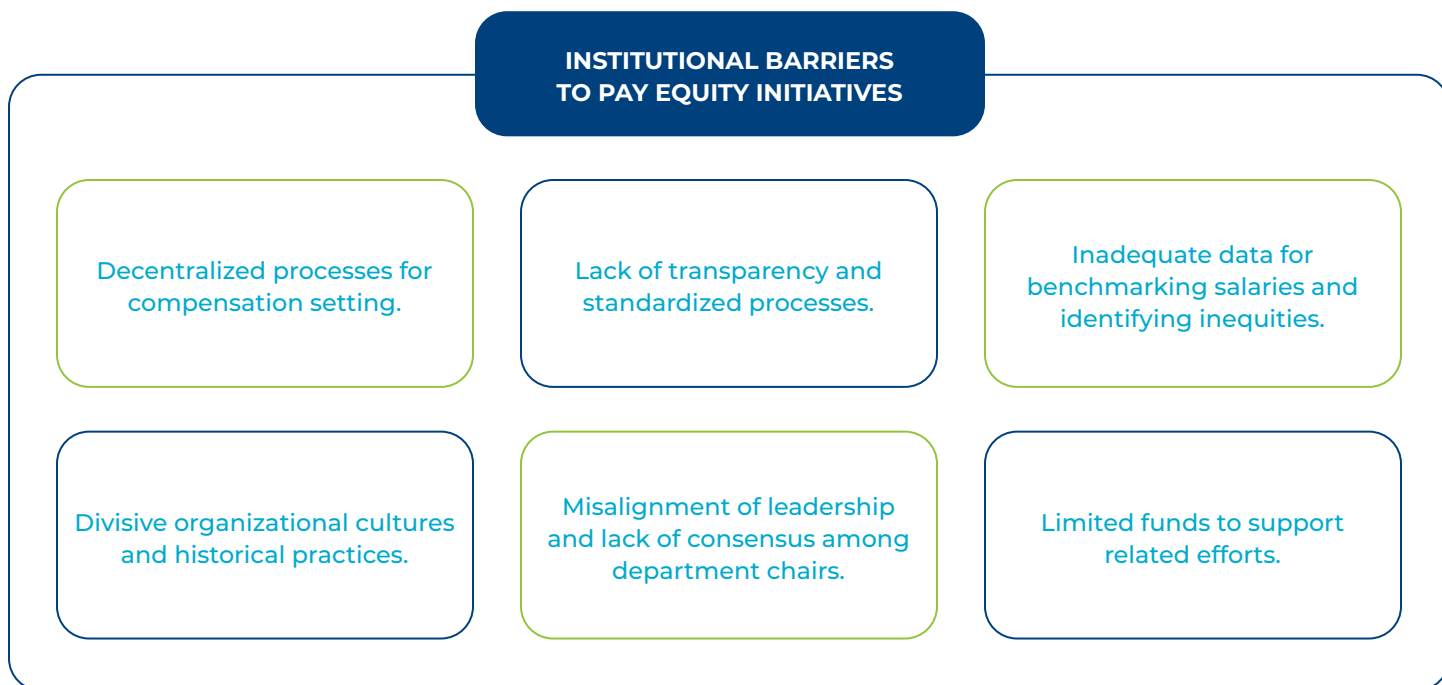 INSTITUTIONAL BARRIERS
TO PAY EQUITY INITIATIVES
Decentralized processes for
compensation setting.
Lack of transparency and
standardized processes.
Inadequate data for
benchmarking salaries and
identifying inequities.
Divisive organizational cultures
and historical practices.
Misalignment of leadership
and lack of consensus among
department chairs.
Limited funds to support
related efforts.